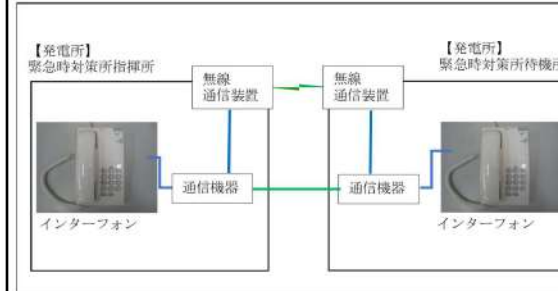 【発電所】
緊急時対策所指揮所
【発電所】
緊急時対策所待機所
無線
通信装置
無線
通信装置
通信機器
通信機器
インターフォン
インターフォン